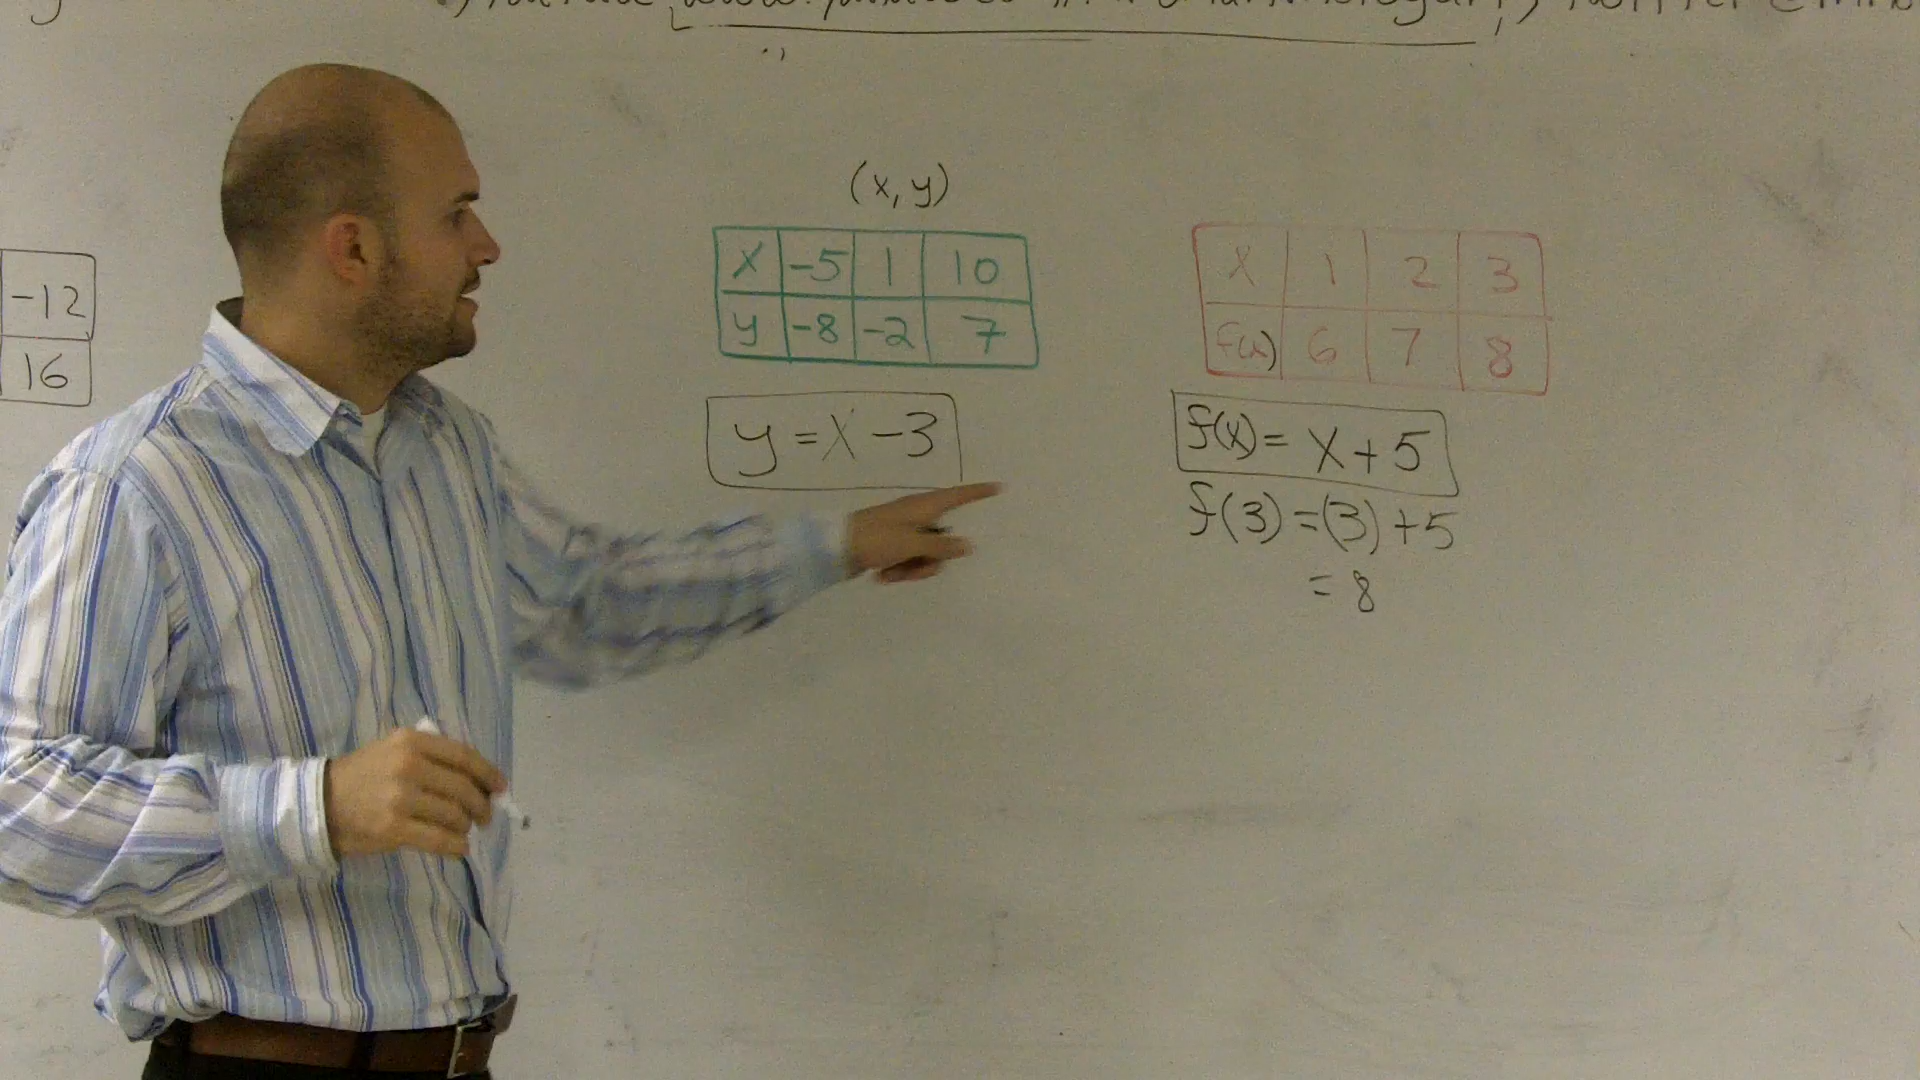 (x, y)
x -5 1 10
y -8 -2 7
y = x - 3
x 1 2 3
f(x) 6 7 8
f(x) = x + 5
f(3) = (3) + 5
= 8
-12
16